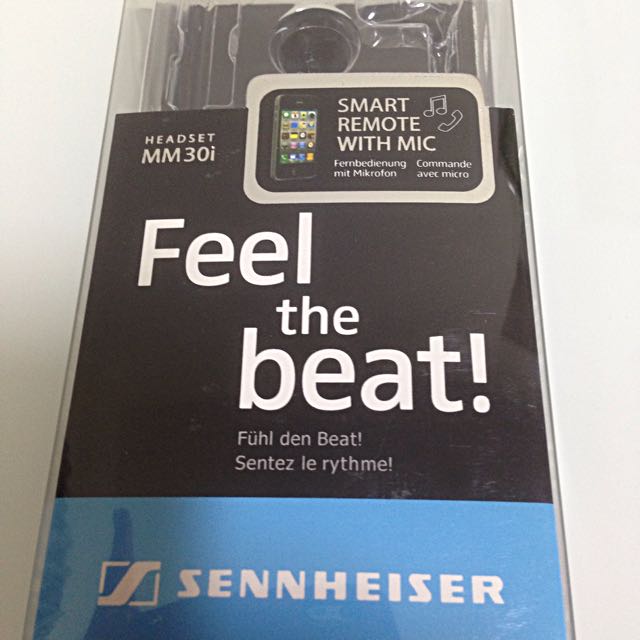 HEADSET
MM30i
SMART
REMOTE
WITH MIC
Fernbedienung
mit Mikrofon
Commande
avec micro
Feel
the
beat!
Fühl den Beat!
Sentez le rythme!
SENNHEISER